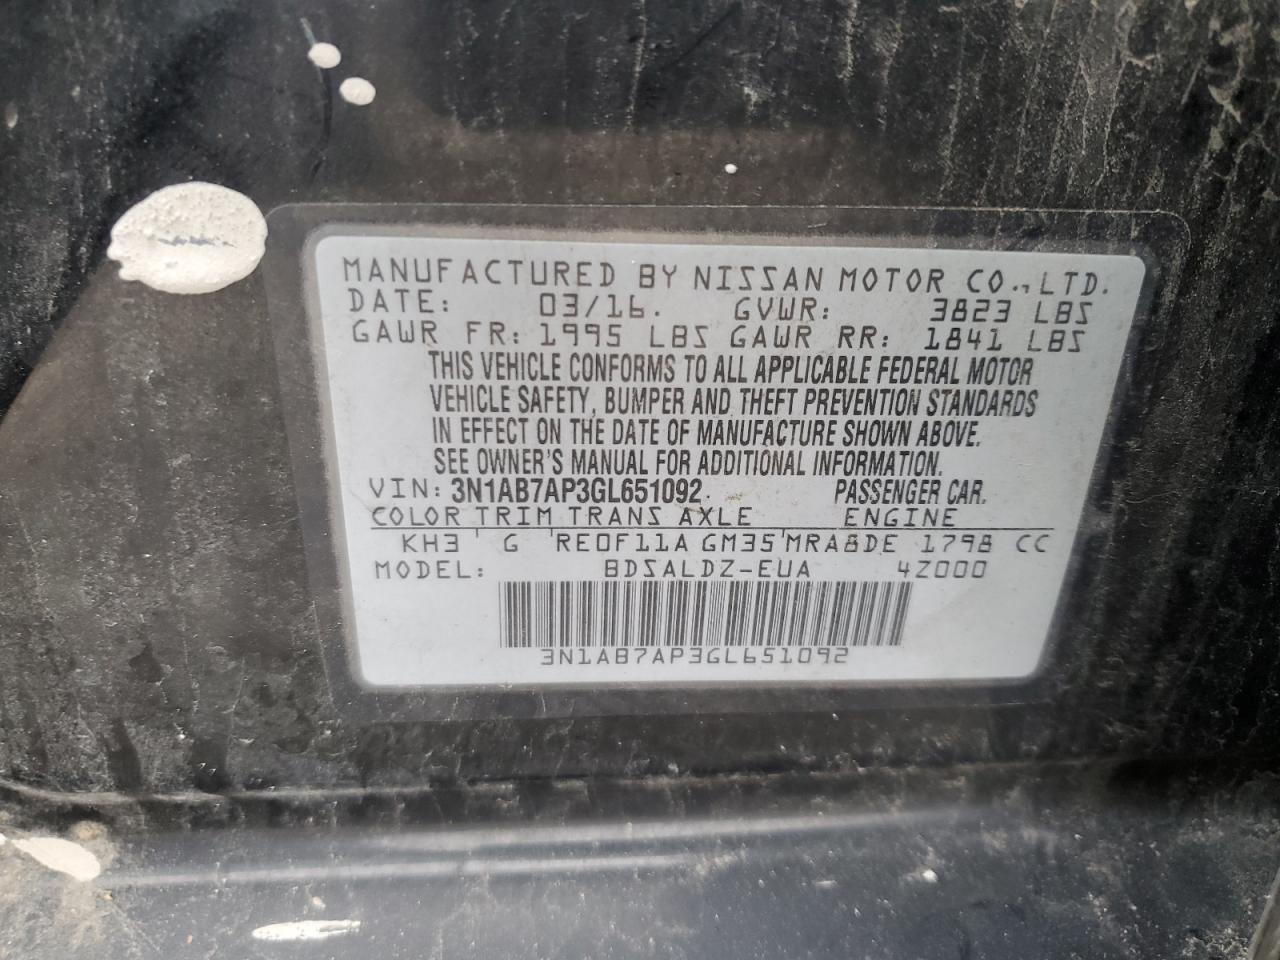 MANUFACTURED BY NISSAN MOTOR CO., LTD.
DATE: 03/16. GVWR: 3823 LBS
GAWR FR: 1995 LBS GAWR RR: 1841 LBS
THIS VEHICLE CONFORMS TO ALL APPLICABLE FEDERAL MOTOR
VEHICLE SAFETY, BUMPER AND THEFT PREVENTION STANDARDS
IN EFFECT ON THE DATE OF MANUFACTURE SHOWN ABOVE.
SEE OWNER'S MANUAL FOR ADDITIONAL INFORMATION.
VIN: 3N1AB7AP3GL651092. PASSENGER CAR.
COLOR TRIM TRANS AXLE ENGINE
KH3 ' G 'RE0F11A GM35'MRA8DE 1798 CC
MODEL: BDSALDZ-EUA 4Z000
3N1AB7AP3GL651092